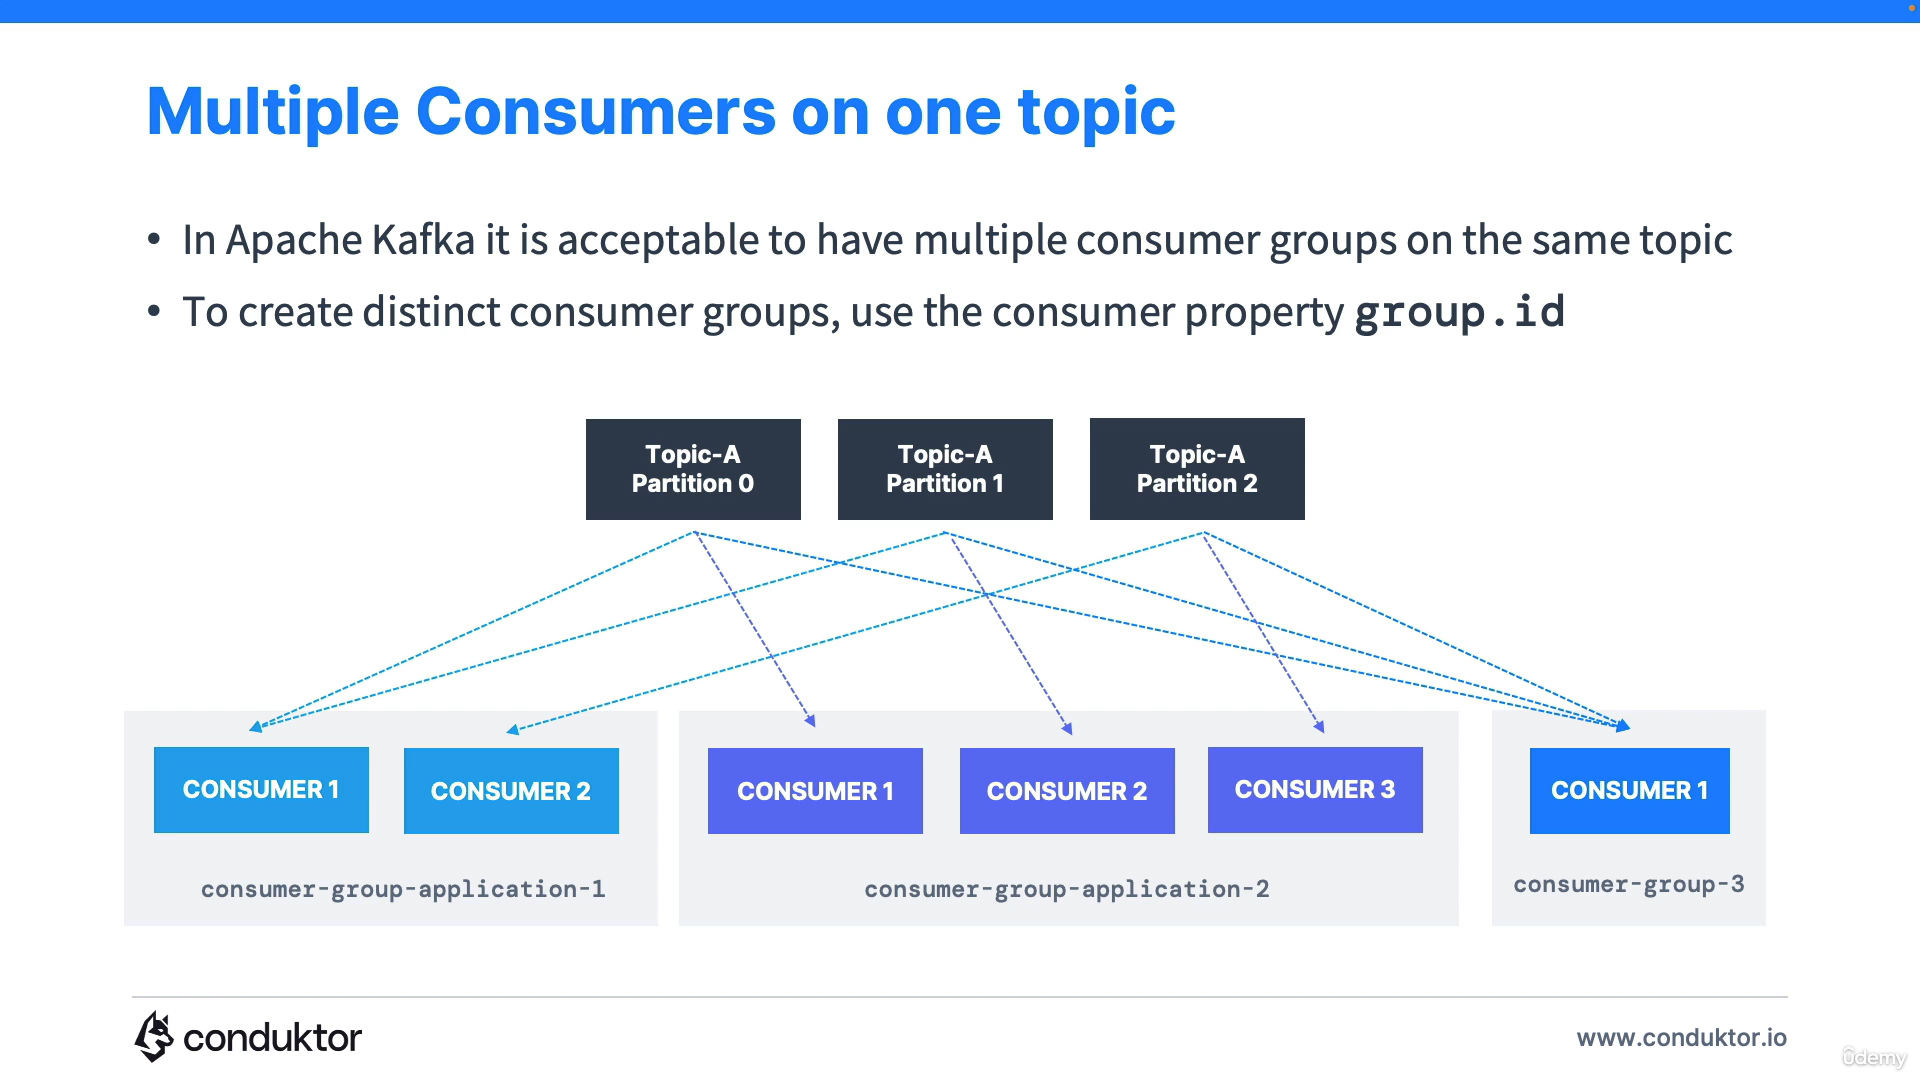 Multiple Consumers on one topic
• In Apache Kafka it is acceptable to have multiple consumer groups on the same topic
• To create distinct consumer groups, use the consumer property group.id
Topic-A
Partition 0
Topic-A
Partition 1
Topic-A
Partition 2
CONSUMER 1
CONSUMER 2
consumer-group-application-1
CONSUMER 1
CONSUMER 2
CONSUMER 3
consumer-group-application-2
CONSUMER 1
consumer-group-3
conduktor
www.conduktor.io
ûdemy